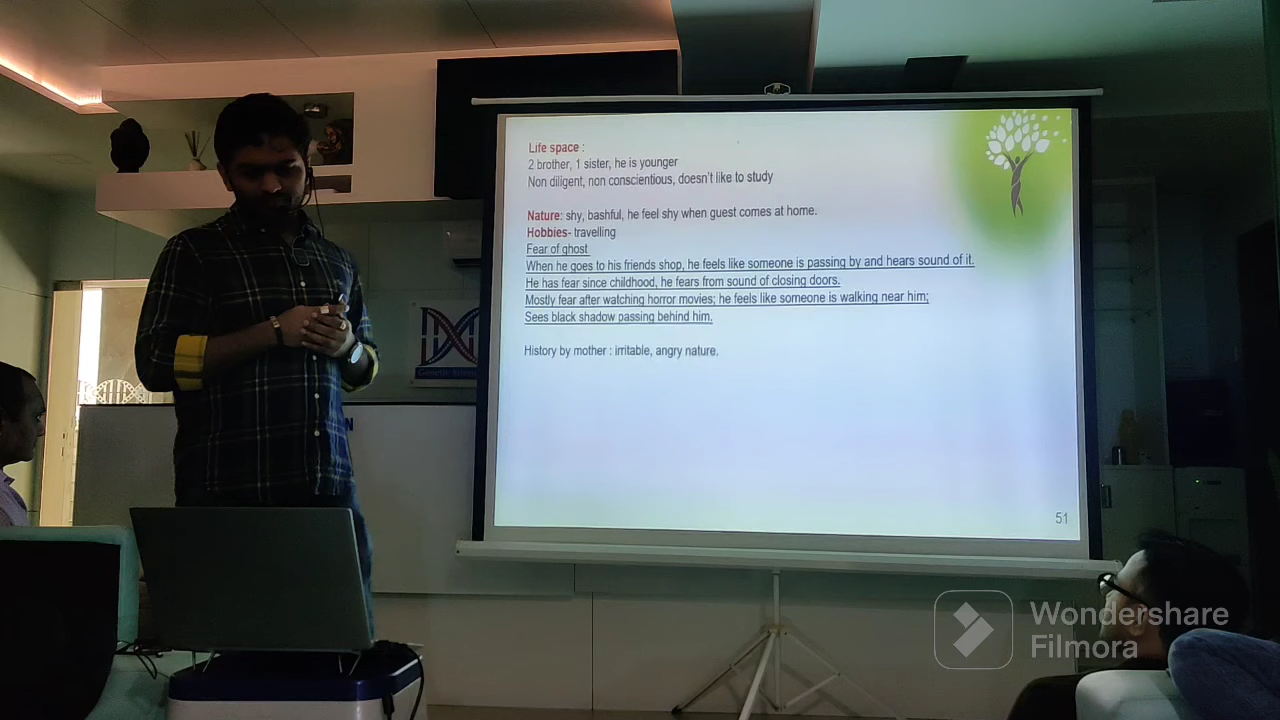 Life space :
2 brother, 1 sister, he is younger
Non diligent, non conscientious, doesn't like to study
Nature: shy, bashful, he feel shy when guest comes at home.
Hobbies- travelling
Fear of ghost
When he goes to his friends shop, he feels like someone is passing by and hears sound of it.
He has fear since childhood, he fears from sound of closing doors.
Mostly fear after watching horror movies; he feels like someone is walking near him;
Sees black shadow passing behind him.
History by mother : irritable, angry nature.
51
Wondershare
Filmora